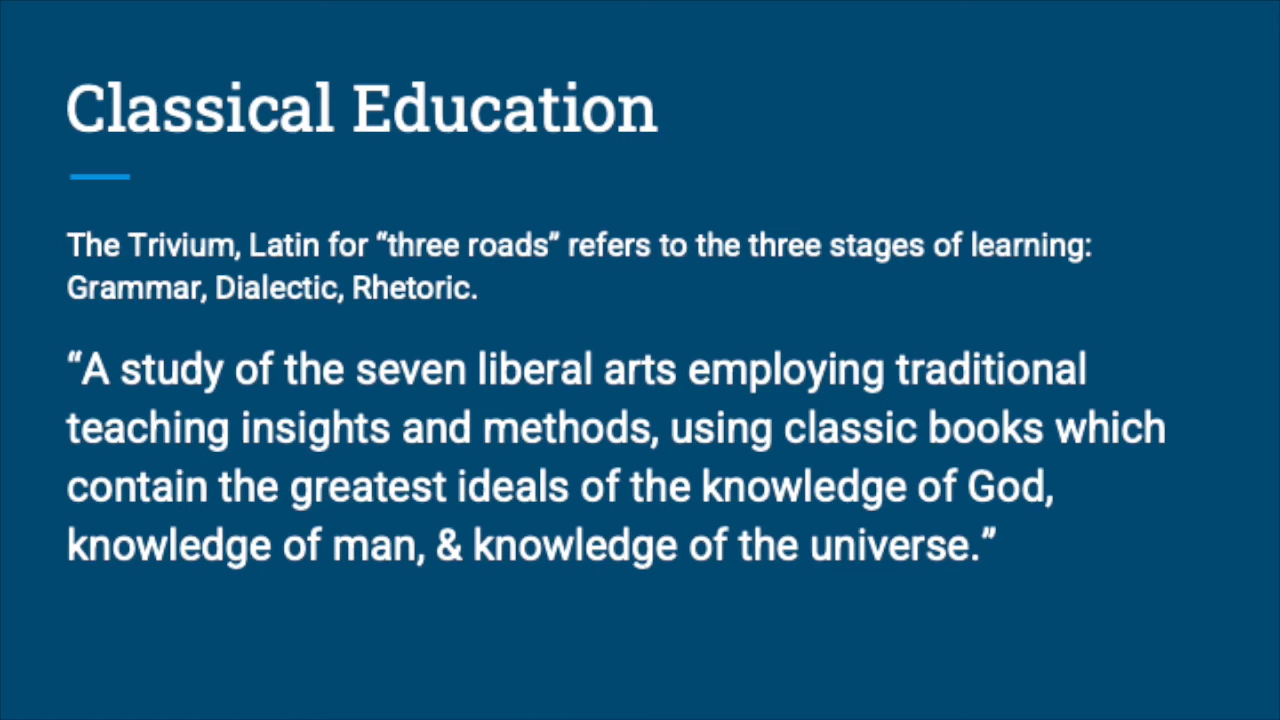 Classical Education
The Trivium, Latin for “three roads” refers to the three stages of learning:
Grammar, Dialectic, Rhetoric.
“A study of the seven liberal arts employing traditional
teaching insights and methods, using classic books which
contain the greatest ideals of the knowledge of God,
knowledge of man, & knowledge of the universe.”